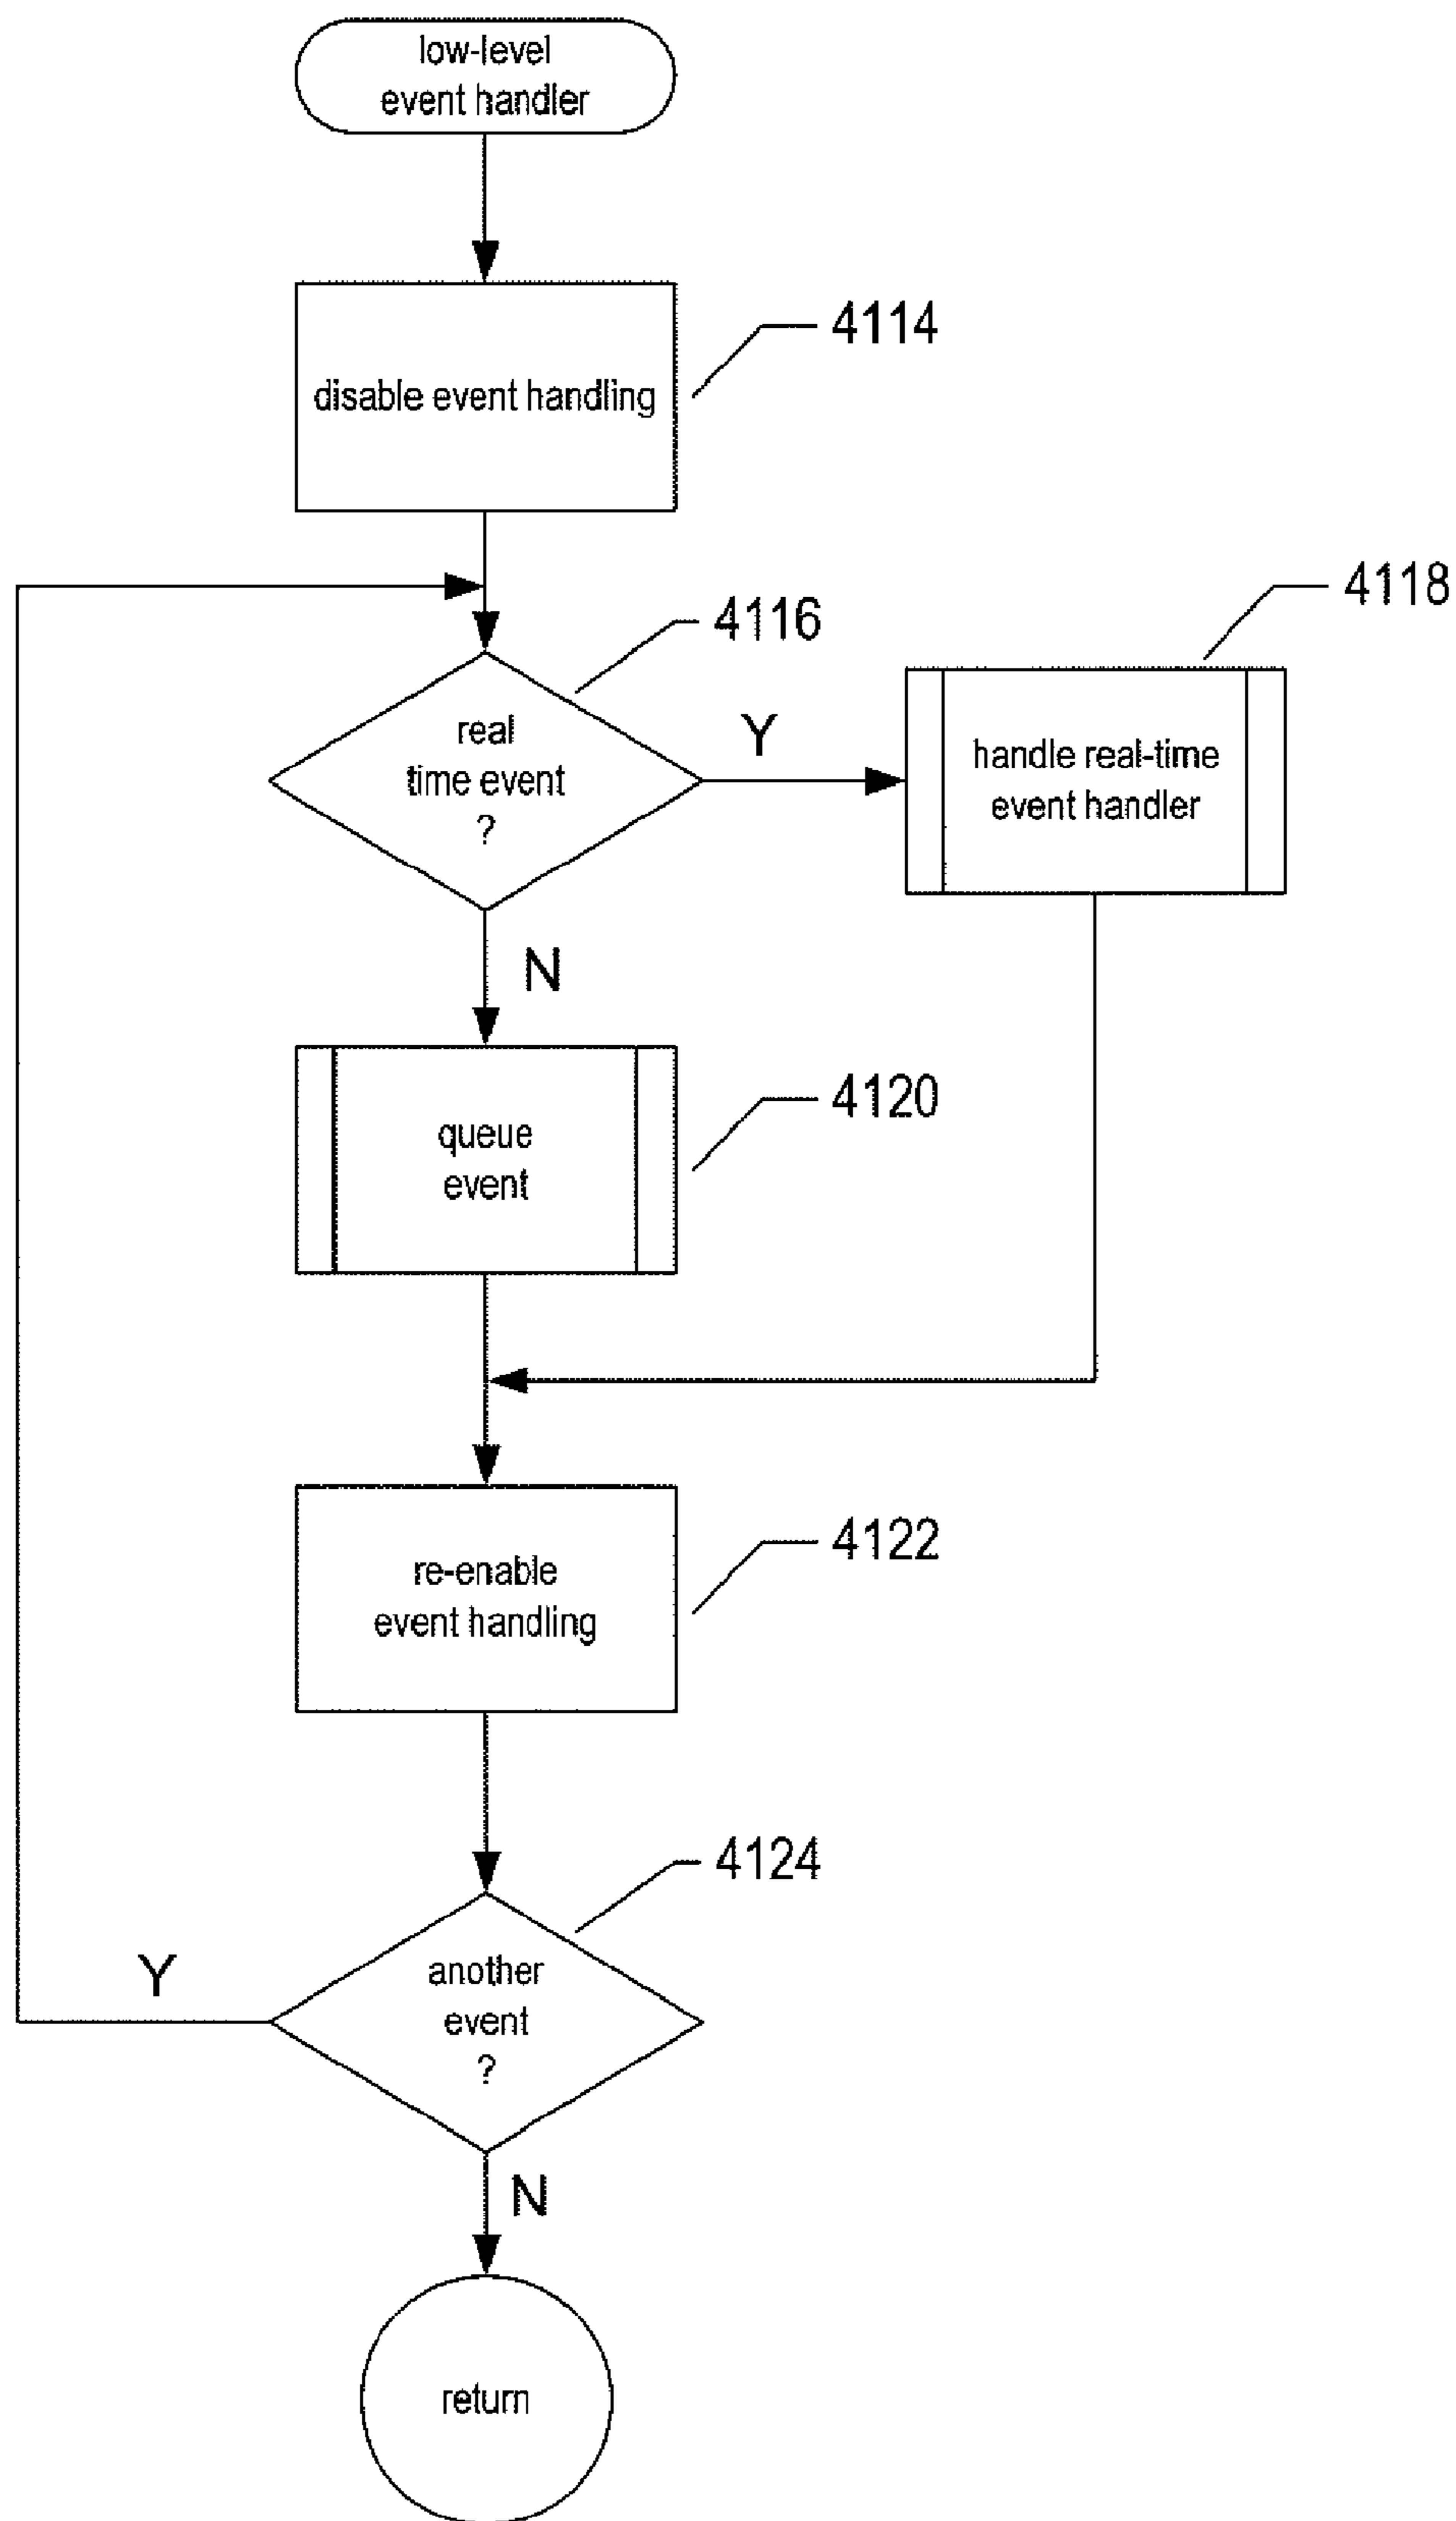 low-level
event handler
4114
disable event handling
4118
4116
real
time event
?
Y
handle real-time
event handler
N
4120
queue
event
4122
re-enable
event handling
4124
another
event
?
Y
N
return